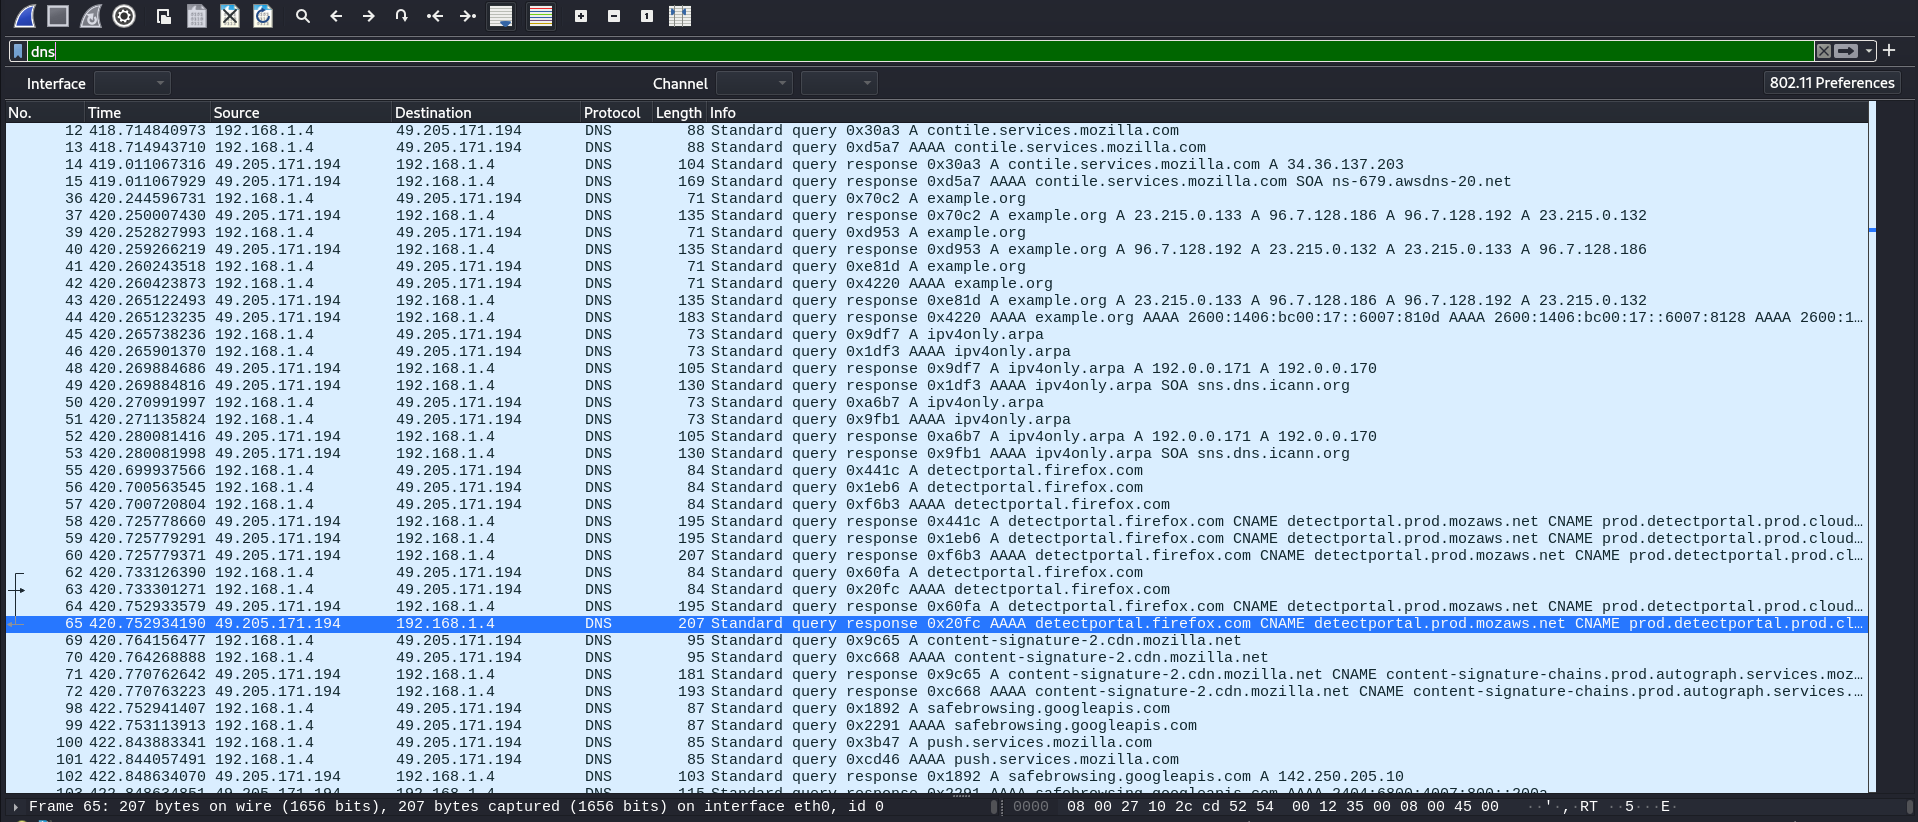 dns
Interface Channel 802.11 Preferences
No. Time Source Destination Protocol Length Info
12 418.714840973 192.168.1.4 49.205.171.194 DNS 88 Standard query 0x30a3 A contile.services.mozilla.com
13 418.714943710 192.168.1.4 49.205.171.194 DNS 88 Standard query 0xd5a7 AAAA contile.services.mozilla.com
14 419.011067316 49.205.171.194 192.168.1.4 DNS 104 Standard query response 0x30a3 A contile.services.mozilla.com A 34.36.137.203
15 419.011067929 49.205.171.194 192.168.1.4 DNS 169 Standard query response 0xd5a7 AAAA contile.services.mozilla.com SOA ns-679.awsdns-20.net
36 420.244596731 192.168.1.4 49.205.171.194 DNS 71 Standard query 0x70c2 A example.org
37 420.250007430 49.205.171.194 192.168.1.4 DNS 135 Standard query response 0x70c2 A example.org A 23.215.0.133 A 96.7.128.186 A 96.7.128.192 A 23.215.0.132
39 420.252827993 192.168.1.4 49.205.171.194 DNS 71 Standard query 0xd953 A example.org
40 420.259266219 49.205.171.194 192.168.1.4 DNS 135 Standard query response 0xd953 A example.org A 96.7.128.192 A 23.215.0.132 A 23.215.0.133 A 96.7.128.186
41 420.260243518 192.168.1.4 49.205.171.194 DNS 71 Standard query 0xe81d A example.org
42 420.260423873 192.168.1.4 49.205.171.194 DNS 71 Standard query 0x4220 AAAA example.org
43 420.265122493 49.205.171.194 192.168.1.4 DNS 135 Standard query response 0xe81d A example.org A 23.215.0.133 A 96.7.128.186 A 96.7.128.192 A 23.215.0.132
44 420.265123235 49.205.171.194 192.168.1.4 DNS 183 Standard query response 0x4220 AAAA example.org AAAA 2600:1406:bc00:17::6007:810d AAAA 2600:1406:bc00:17::6007:8128 AAAA 2600:1…
45 420.265738236 192.168.1.4 49.205.171.194 DNS 73 Standard query 0x9df7 A ipv4only.arpa
46 420.265901370 192.168.1.4 49.205.171.194 DNS 73 Standard query 0x1df3 AAAA ipv4only.arpa
48 420.269884686 49.205.171.194 192.168.1.4 DNS 105 Standard query response 0x9df7 A ipv4only.arpa A 192.0.0.171 A 192.0.0.170
49 420.269884816 49.205.171.194 192.168.1.4 DNS 130 Standard query response 0x1df3 AAAA ipv4only.arpa SOA sns.dns.icann.org
50 420.270991997 192.168.1.4 49.205.171.194 DNS 73 Standard query 0xa6b7 A ipv4only.arpa
51 420.271135824 192.168.1.4 49.205.171.194 DNS 73 Standard query 0x9fb1 AAAA ipv4only.arpa
52 420.280081416 49.205.171.194 192.168.1.4 DNS 105 Standard query response 0xa6b7 A ipv4only.arpa A 192.0.0.171 A 192.0.0.170
53 420.280081998 49.205.171.194 192.168.1.4 DNS 130 Standard query response 0x9fb1 AAAA ipv4only.arpa SOA sns.dns.icann.org
55 420.699937566 192.168.1.4 49.205.171.194 DNS 84 Standard query 0x441c A detectportal.firefox.com
56 420.700563545 192.168.1.4 49.205.171.194 DNS 84 Standard query 0x1eb6 A detectportal.firefox.com
57 420.700720804 192.168.1.4 49.205.171.194 DNS 84 Standard query 0xf6b3 AAAA detectportal.firefox.com
58 420.725778660 49.205.171.194 192.168.1.4 DNS 195 Standard query response 0x441c A detectportal.firefox.com CNAME detectportal.prod.mozaws.net CNAME prod.detectportal.prod.cloud…
59 420.725779291 49.205.171.194 192.168.1.4 DNS 195 Standard query response 0x1eb6 A detectportal.firefox.com CNAME detectportal.prod.mozaws.net CNAME prod.detectportal.prod.cloud…
60 420.725779371 49.205.171.194 192.168.1.4 DNS 207 Standard query response 0xf6b3 AAAA detectportal.firefox.com CNAME detectportal.prod.mozaws.net CNAME prod.detectportal.prod.cl…
62 420.733126390 192.168.1.4 49.205.171.194 DNS 84 Standard query 0x60fa A detectportal.firefox.com
63 420.733301271 192.168.1.4 49.205.171.194 DNS 84 Standard query 0x20fc AAAA detectportal.firefox.com
64 420.752933579 49.205.171.194 192.168.1.4 DNS 195 Standard query response 0x60fa A detectportal.firefox.com CNAME detectportal.prod.mozaws.net CNAME prod.detectportal.prod.cloud…
65 420.752934190 49.205.171.194 192.168.1.4 DNS 207 Standard query response 0x20fc AAAA detectportal.firefox.com CNAME detectportal.prod.mozaws.net CNAME prod.detectportal.prod.cl…
69 420.764156477 192.168.1.4 49.205.171.194 DNS 95 Standard query 0x9c65 A content-signature-2.cdn.mozilla.net
70 420.764268888 192.168.1.4 49.205.171.194 DNS 95 Standard query 0xc668 AAAA content-signature-2.cdn.mozilla.net
71 420.770762642 49.205.171.194 192.168.1.4 DNS 181 Standard query response 0x9c65 A content-signature-2.cdn.mozilla.net CNAME content-signature-chains.prod.autograph.services.moz…
72 420.770763223 49.205.171.194 192.168.1.4 DNS 193 Standard query response 0xc668 AAAA content-signature-2.cdn.mozilla.net CNAME content-signature-chains.prod.autograph.services.…
98 422.752941407 192.168.1.4 49.205.171.194 DNS 87 Standard query 0x1892 A safebrowsing.googleapis.com
99 422.753113913 192.168.1.4 49.205.171.194 DNS 87 Standard query 0x2291 AAAA safebrowsing.googleapis.com
100 422.843883341 192.168.1.4 49.205.171.194 DNS 85 Standard query 0x3b47 A push.services.mozilla.com
101 422.844057491 192.168.1.4 49.205.171.194 DNS 85 Standard query 0xcd46 AAAA push.services.mozilla.com
102 422.848634070 49.205.171.194 192.168.1.4 DNS 103 Standard query response 0x1892 A safebrowsing.googleapis.com A 142.250.205.10
Frame 65: 207 bytes on wire (1656 bits), 207 bytes captured (1656 bits) on interface eth0, id 0 0000 08 00 27 10 2c cd 52 54 00 12 35 00 08 00 45 00 ··'·,·RT ··5···E·